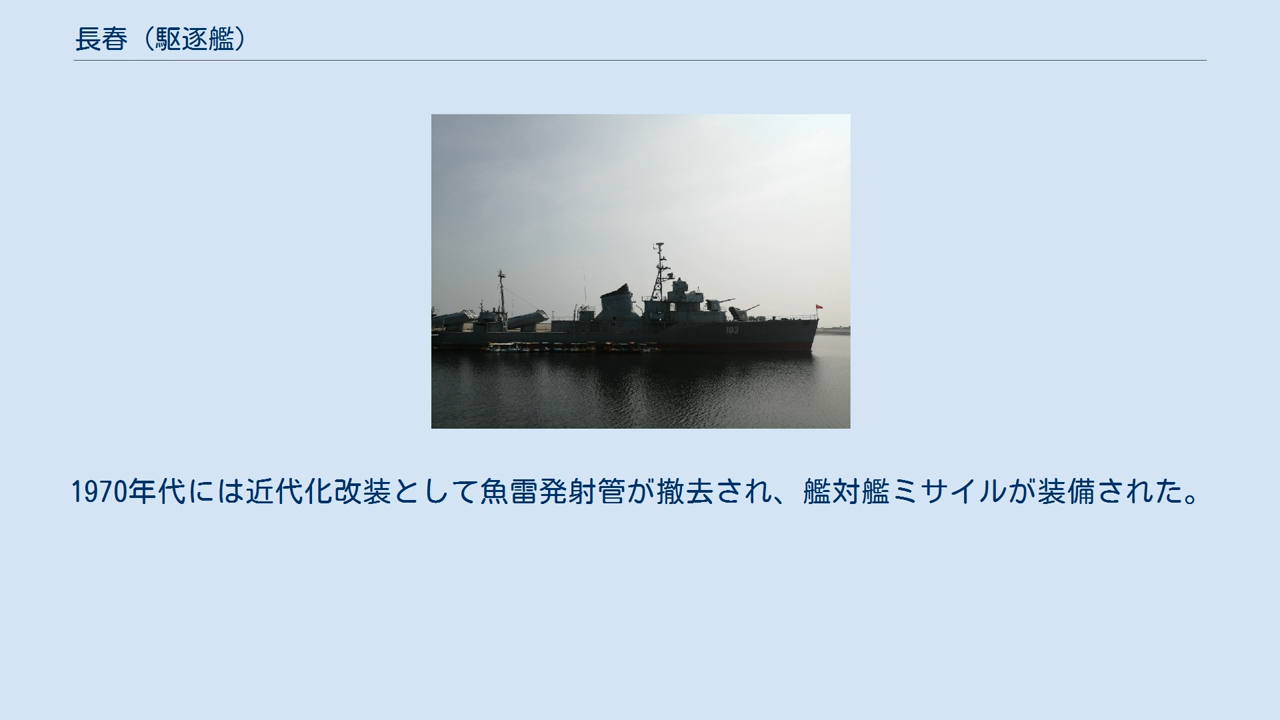 長春（駆逐艦）
103
1970年代には近代化改装として魚雷発射管が撤去され、艦対艦ミサイルが装備された。